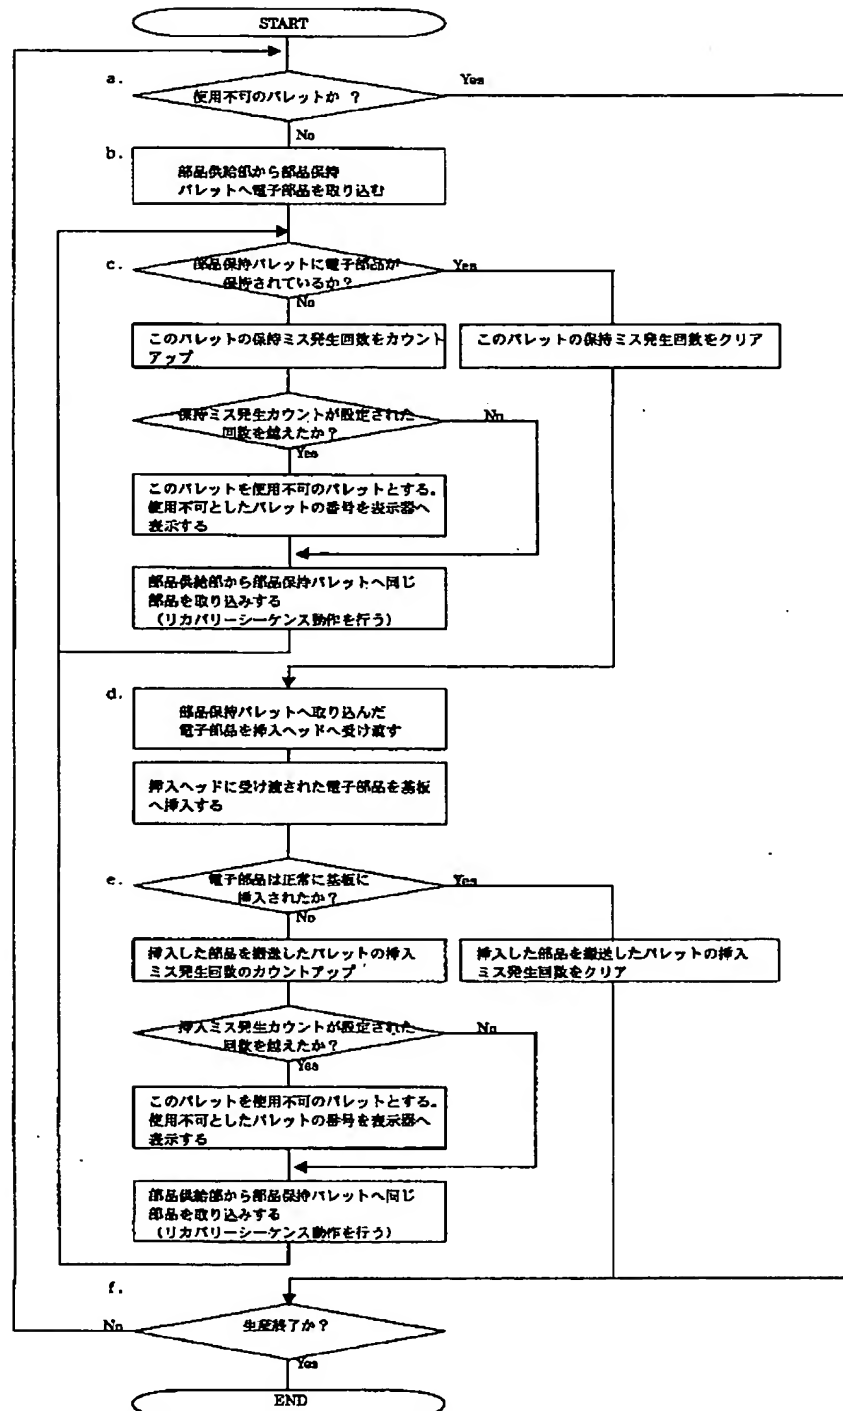 START
a.
使用不可のパレットか ?
Yes
No
b.
部品供給部から部品保持
パレットへ電子部品を取り込む
c.
部品保持パレットに電子部品が
保持されているか?
Yes
No
このパレットの保持ミス発生回数をカウント
アップ
このパレットの保持ミス発生回数をクリア
保持ミス発生カウントが設定された
回数を越えたか?
No
Yes
このパレットを使用不可のパレットとする。
使用不可としたパレットの番号を表示器へ
表示する
部品供給部から部品保持パレットへ同じ
部品を取り込みする
(リカバリーシーケンス動作を行う)
d.
部品保持パレットへ取り込んだ
電子部品を挿入ヘッドへ受け渡す
挿入ヘッドに受け渡された電子部品を基板
へ挿入する
e.
電子部品は正常に基板に
挿入されたか?
Yes
No
挿入した部品を搬送したパレットの挿入
ミス発生回数のカウントアップ
挿入した部品を搬送したパレットの挿入
ミス発生回数をクリア
挿入ミス発生カウントが設定された
回数を越えたか?
No
Yes
このパレットを使用不可のパレットとする。
使用不可としたパレットの番号を表示器へ
表示する
部品供給部から部品保持パレットへ同じ
部品を取り込みする
(リカバリーシーケンス動作を行う)
f.
生産終了か?
No
Yes
END